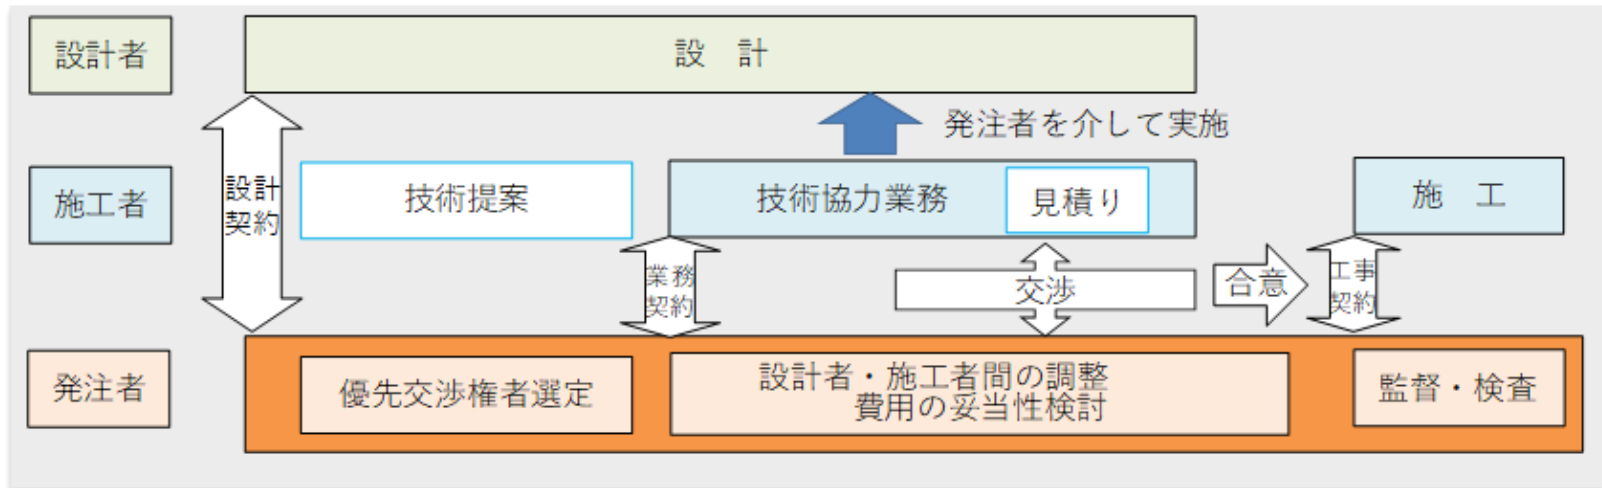 設計者
設　計
発注者を介して実施
設計
契約
施工者
技術提案
技術協力業務
見積り
施　工
業務
契約
交渉
合意
工事
契約
発注者
優先交渉権者選定
設計者・施工者間の調整
費用の妥当性検討
監督・検査